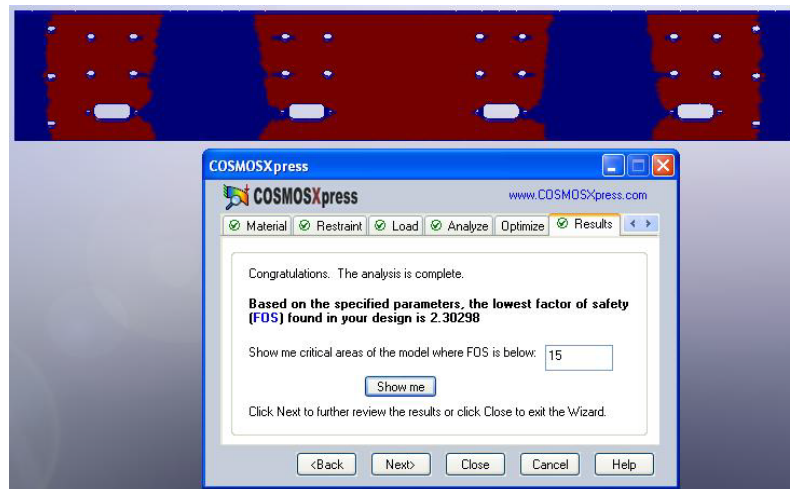 COSMOSXpress
COSMOSXpress www.COSMOSXpress.com
Material Restraint Load Analyze Optimize Results
Congratulations. The analysis is complete.
Based on the specified parameters, the lowest factor of safety
(FOS) found in your design is 2.30298
Show me critical areas of the model where FOS is below: 15
Show me
Click Next to further review the results or click Close to exit the Wizard.
<Back Next> Close Cancel Help